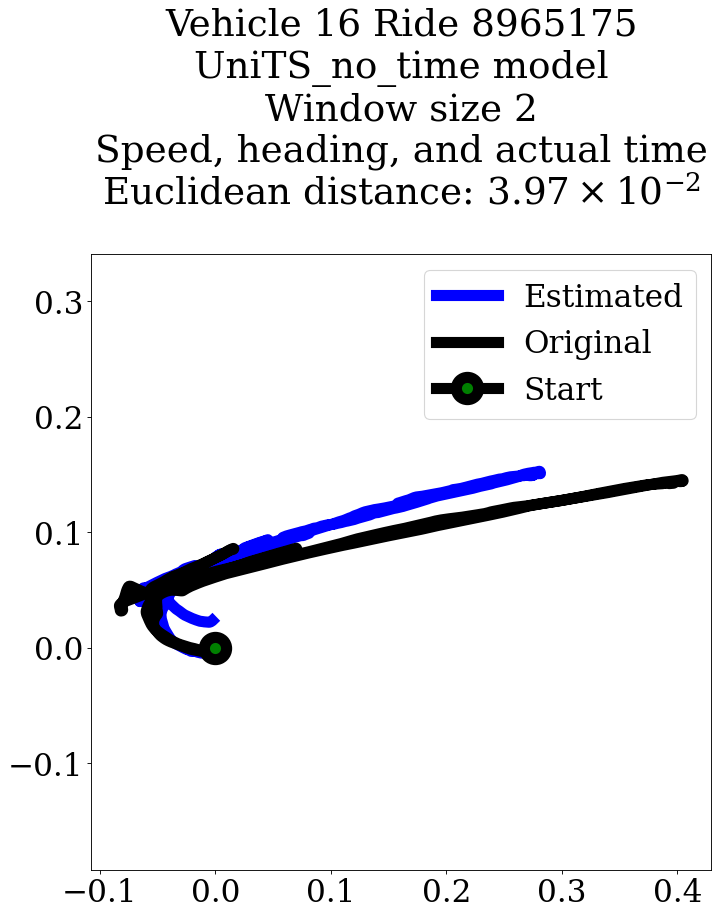 Vehicle 16 Ride 8965175
UniTS_no_time model
Window size 2
Speed, heading, and actual time
Euclidean distance: 3.97 × 10⁻²
Estimated
Original
Start
0.3
0.2
0.1
0.0
−0.1
−0.1 0.0 0.1 0.2 0.3 0.4